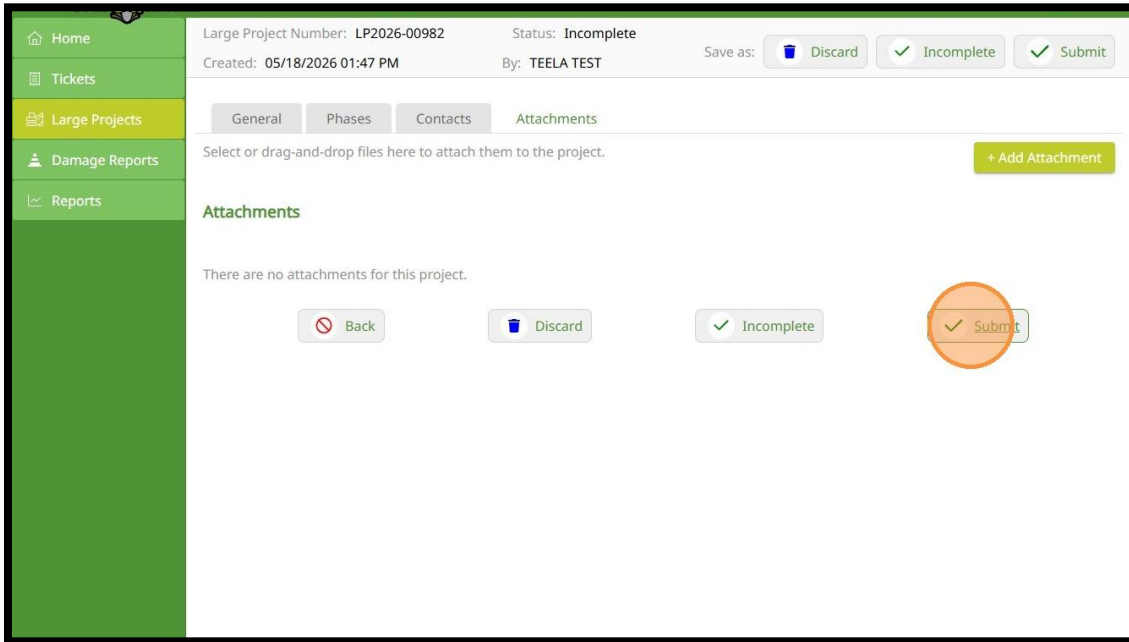 Home
Tickets
Large Projects
Damage Reports
Reports
Large Project Number: LP2026-00982 Status: Incomplete
Created: 05/18/2026 01:47 PM By: TEELA TEST
Save as: Discard Incomplete Submit
General Phases Contacts Attachments
Select or drag-and-drop files here to attach them to the project.
+ Add Attachment
Attachments
There are no attachments for this project.
Back Discard Incomplete Submit